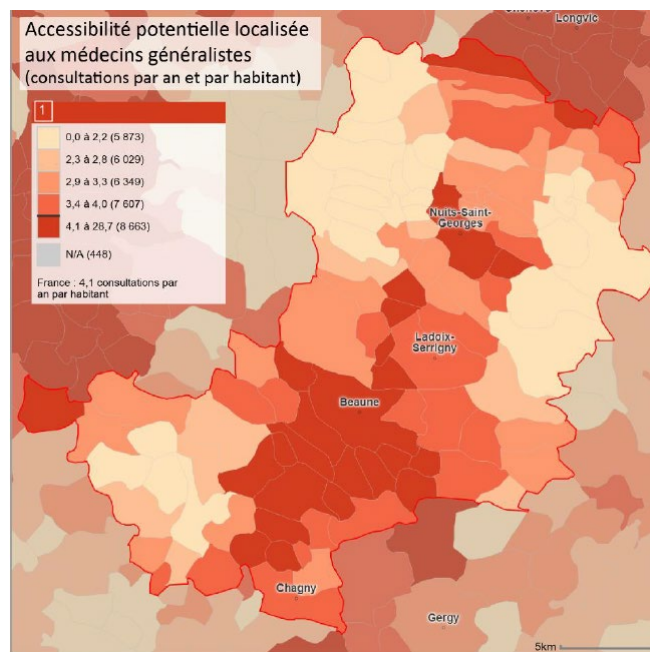 Longvic
Accessibilité potentielle localisée
aux médecins généralistes
(consultations par an et par habitant)
1
0,0 à 2,2 (5 873)
2,3 à 2,8 (6 029)
2,9 à 3,3 (6 349)
3,4 à 4,0 (7 607)
4,1 à 28,7 (8 663)
N/A (448)
France : 4,1 consultations par
an par habitant
Nuits-Saint-
Georges
Ladoix-
Serrigny
Beaune
Chagny
Gergy
5km